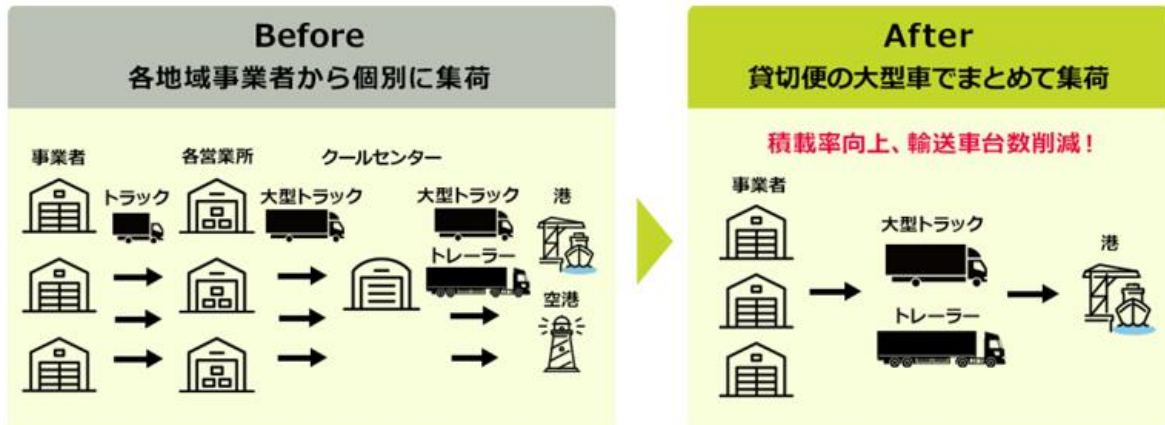 Before
各地域事業者から個別に集荷
事業者
各営業所
クールセンター
トラック
大型トラック
大型トラック
港
トレーラー
空港
After
貸切便の大型車でまとめて集荷
積載率向上、輸送車台数削減！
事業者
大型トラック
港
トレーラー